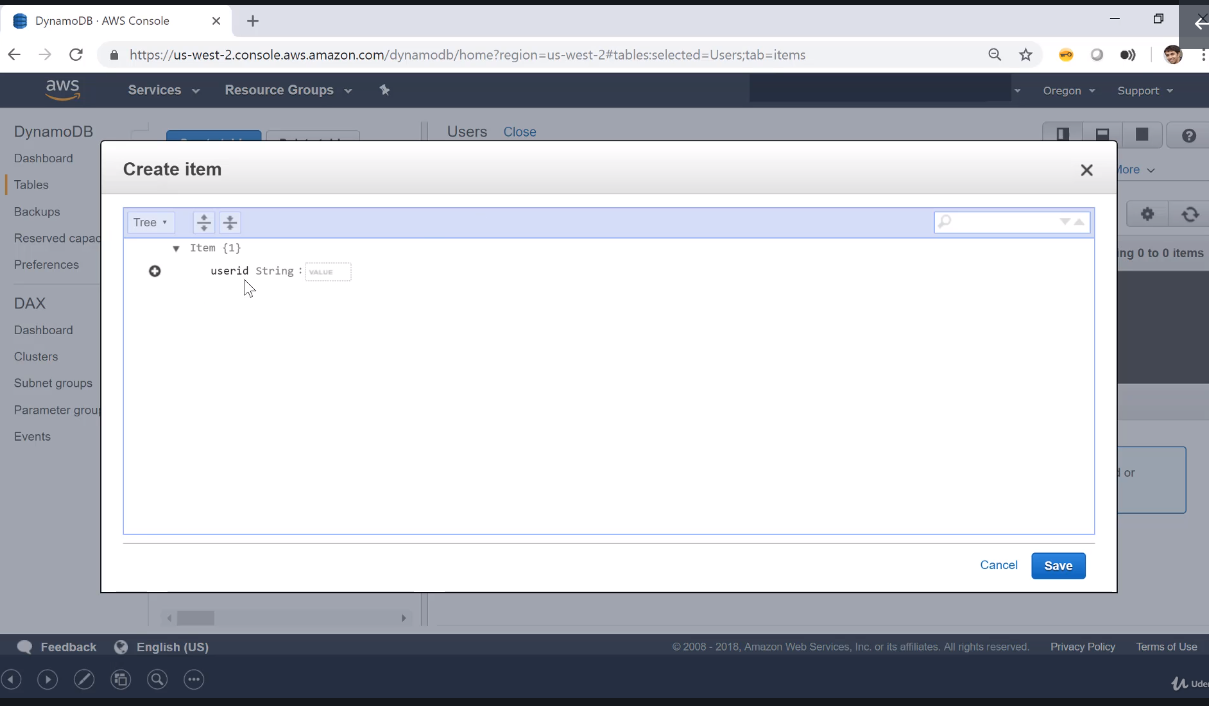 DynamoDB · AWS Console
https://us-west-2.console.aws.amazon.com/dynamodb/home?region=us-west-2#tables:selected=Users;tab=items
aws Services Resource Groups Oregon Support
DynamoDB
Dashboard
Tables
Backups
Reserved capac
Preferences
DAX
Dashboard
Clusters
Subnet groups
Parameter group
Events
Users Close
More
ing 0 to 0 items
d or
Create item
Tree
Item {1}
userid String : VALUE
Cancel Save
Feedback English (US) © 2008 - 2018, Amazon Web Services, Inc. or its affiliates. All rights reserved. Privacy Policy Terms of Use